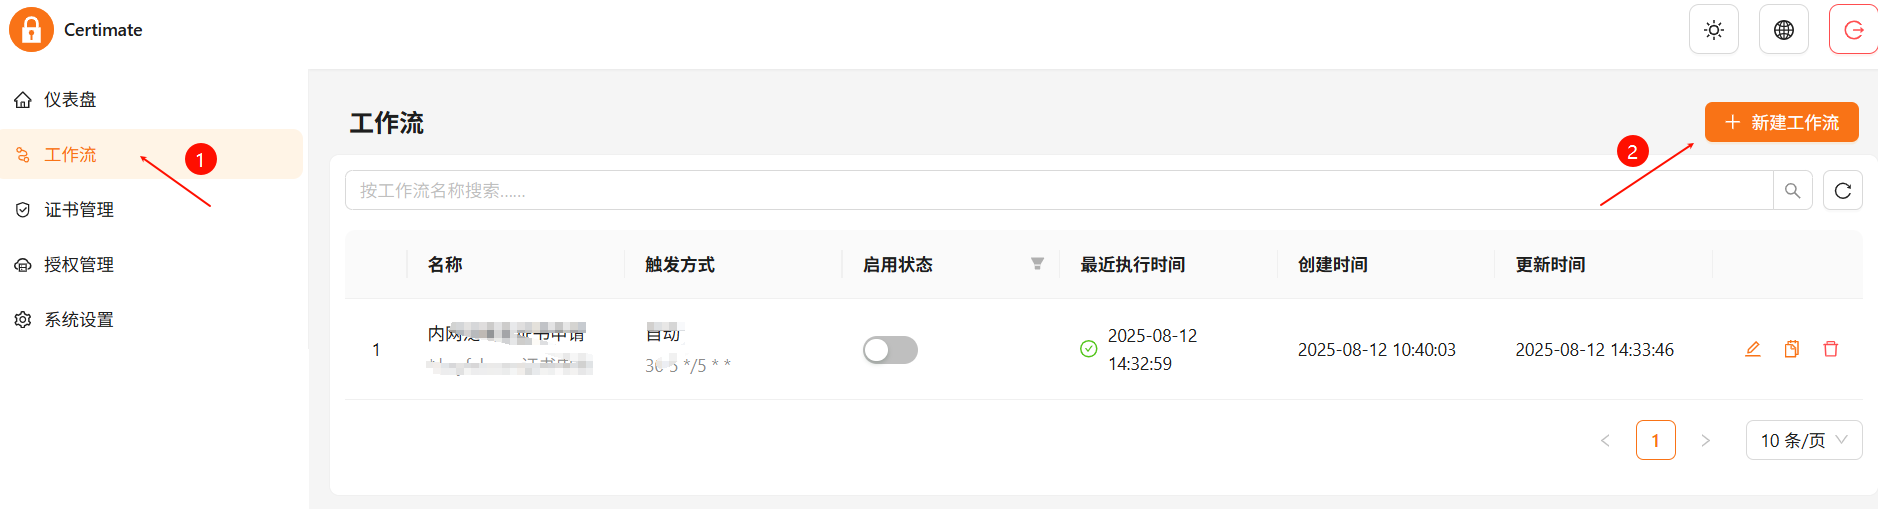 Certimate
仪表盘
工作流
1
证书管理
授权管理
系统设置
工作流
2
新建工作流
按工作流名称搜索......
名称 触发方式 启用状态 最近执行时间 创建时间 更新时间
1 内网 证书申请 自动 2025-08-12 14:32:59 2025-08-12 10:40:03 2025-08-12 14:33:46
*/5 * *
1
10 条/页